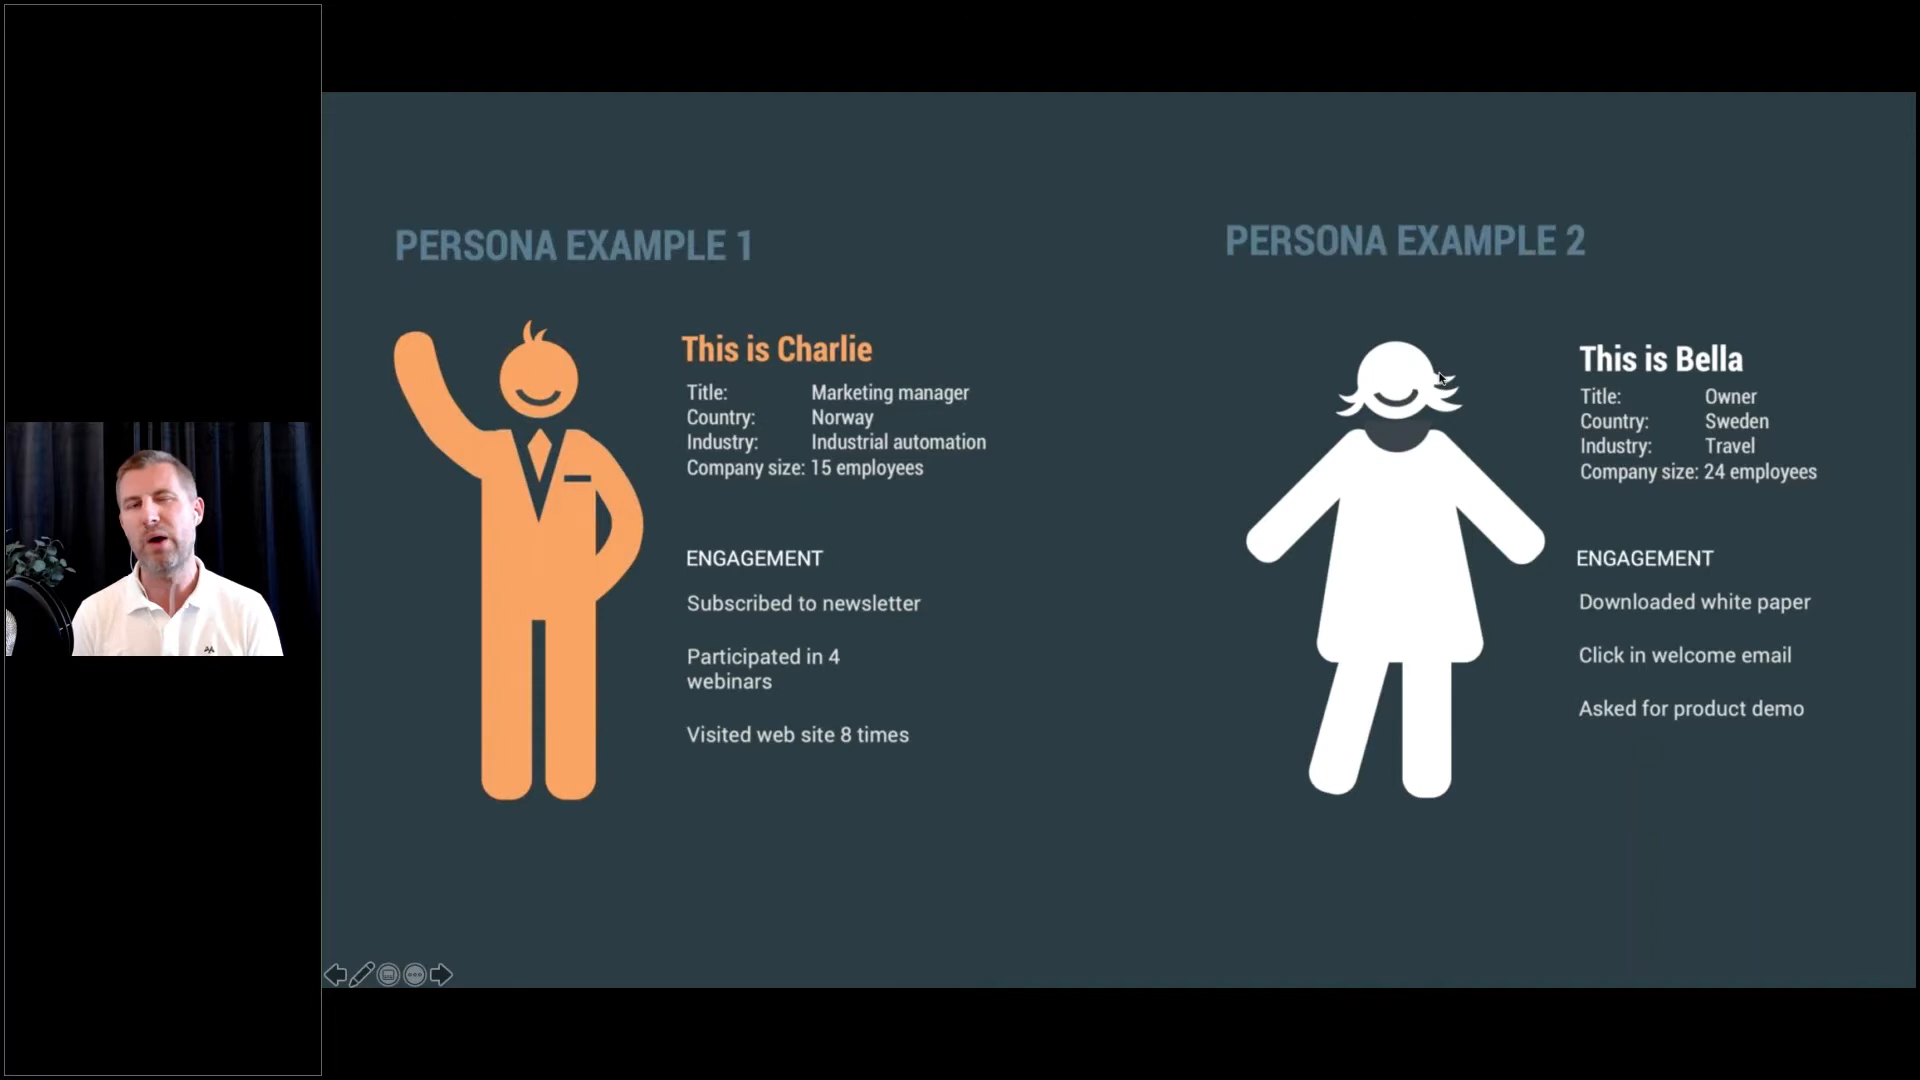 PERSONA EXAMPLE 1
This is Charlie
Title: Marketing manager
Country: Norway
Industry: Industrial automation
Company size: 15 employees
ENGAGEMENT
Subscribed to newsletter
Participated in 4
webinars
Visited web site 8 times
PERSONA EXAMPLE 2
This is Bella
Title: Owner
Country: Sweden
Industry: Travel
Company size: 24 employees
ENGAGEMENT
Downloaded white paper
Click in welcome email
Asked for product demo